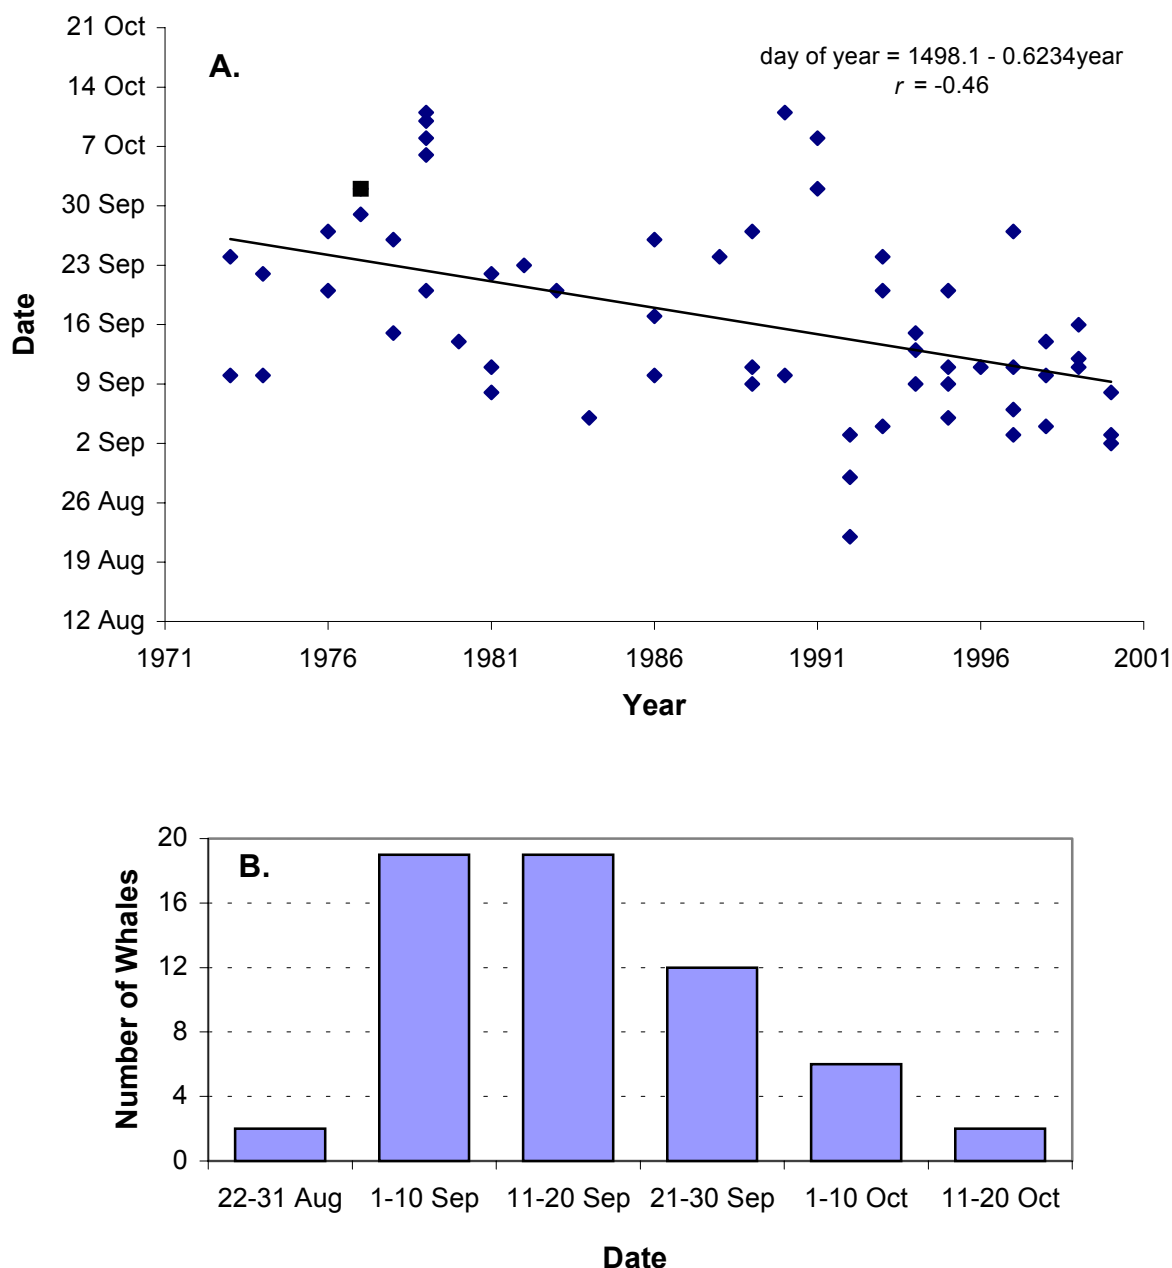 A.
day of year = 1498.1 - 0.6234year
r = -0.46
21 Oct
14 Oct
7 Oct
30 Sep
23 Sep
16 Sep
9 Sep
2 Sep
26 Aug
19 Aug
12 Aug
Date
1971 1976 1981 1986 1991 1996 2001
Year
B.
20
16
12
8
4
0
Number of Whales
22-31 Aug 1-10 Sep 11-20 Sep 21-30 Sep 1-10 Oct 11-20 Oct
Date